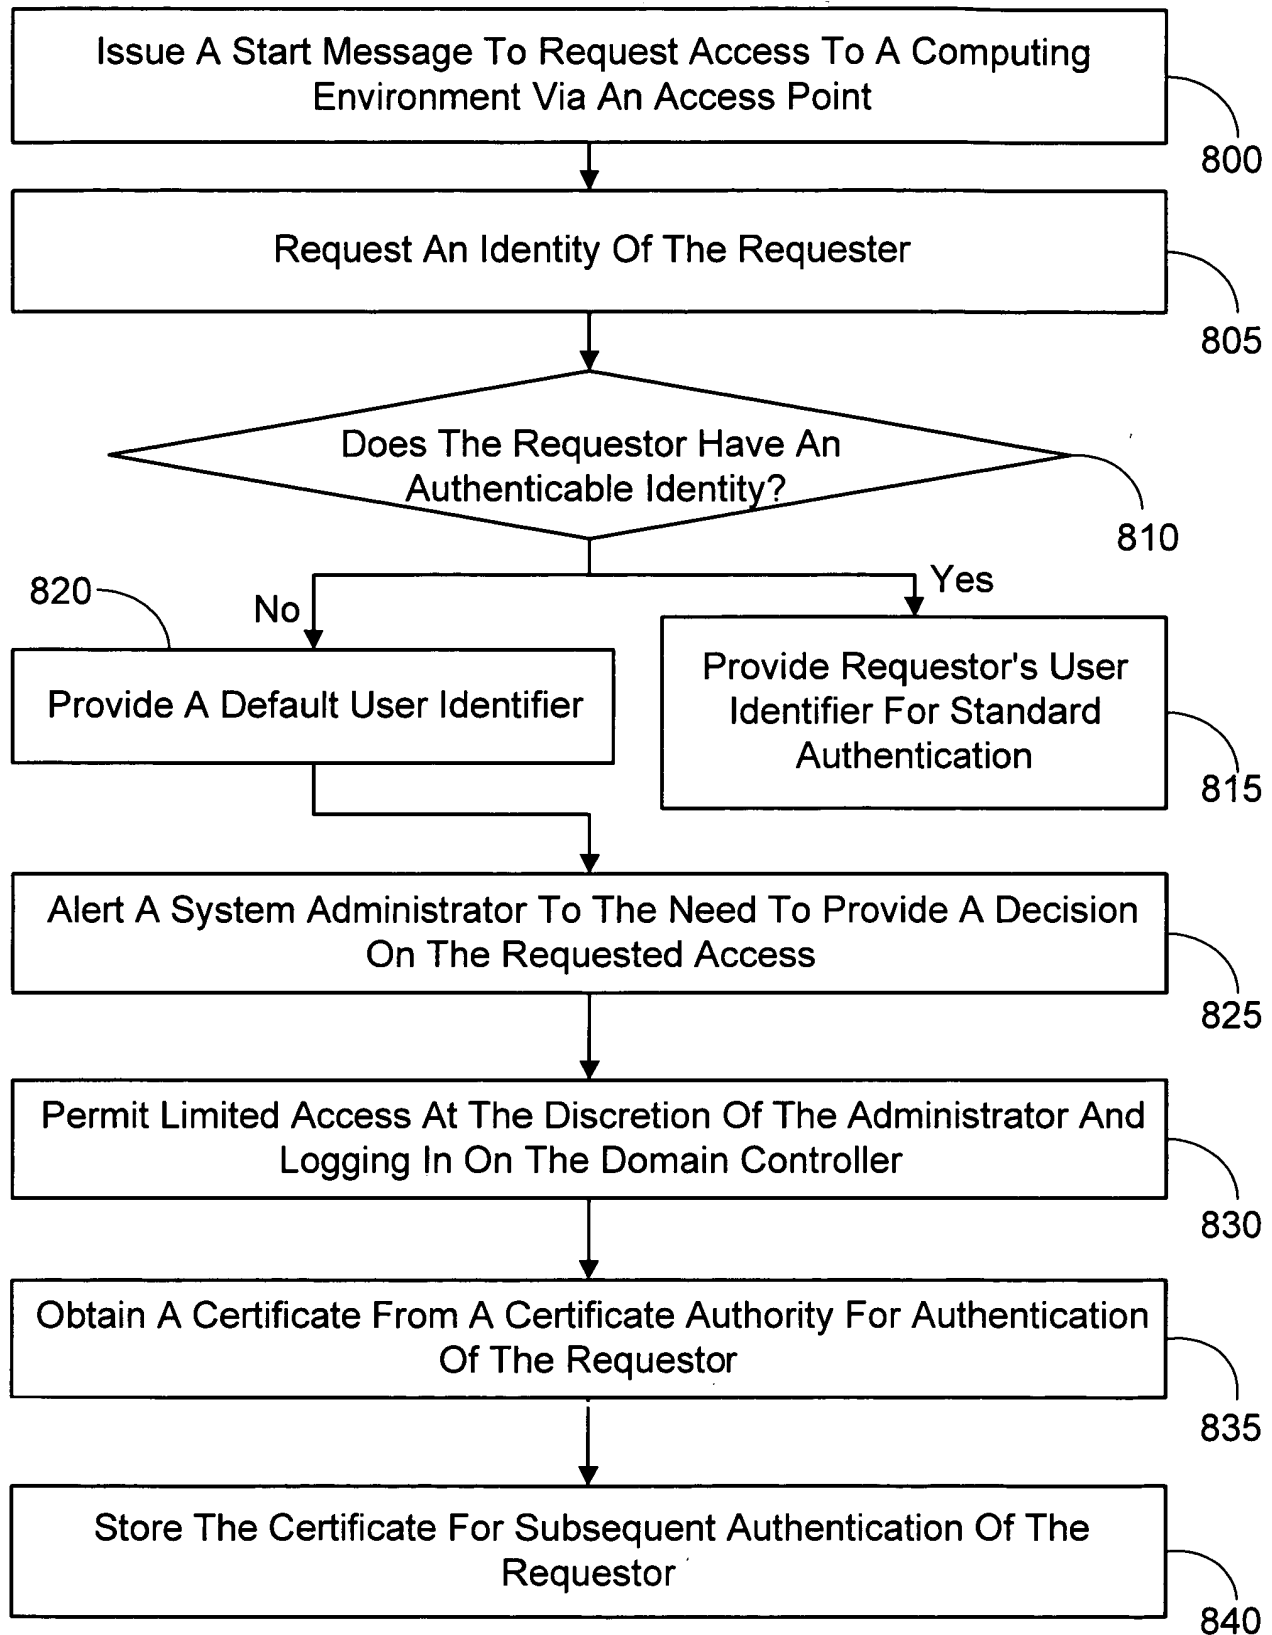 Issue A Start Message To Request Access To A Computing
Environment Via An Access Point
800
Request An Identity Of The Requester
805
Does The Requestor Have An
Authenticable Identity?
810
820
No
Yes
Provide A Default User Identifier
Provide Requestor's User
Identifier For Standard
Authentication
815
Alert A System Administrator To The Need To Provide A Decision
On The Requested Access
825
Permit Limited Access At The Discretion Of The Administrator And
Logging In On The Domain Controller
830
Obtain A Certificate From A Certificate Authority For Authentication
Of The Requestor
835
Store The Certificate For Subsequent Authentication Of The
Requestor
840